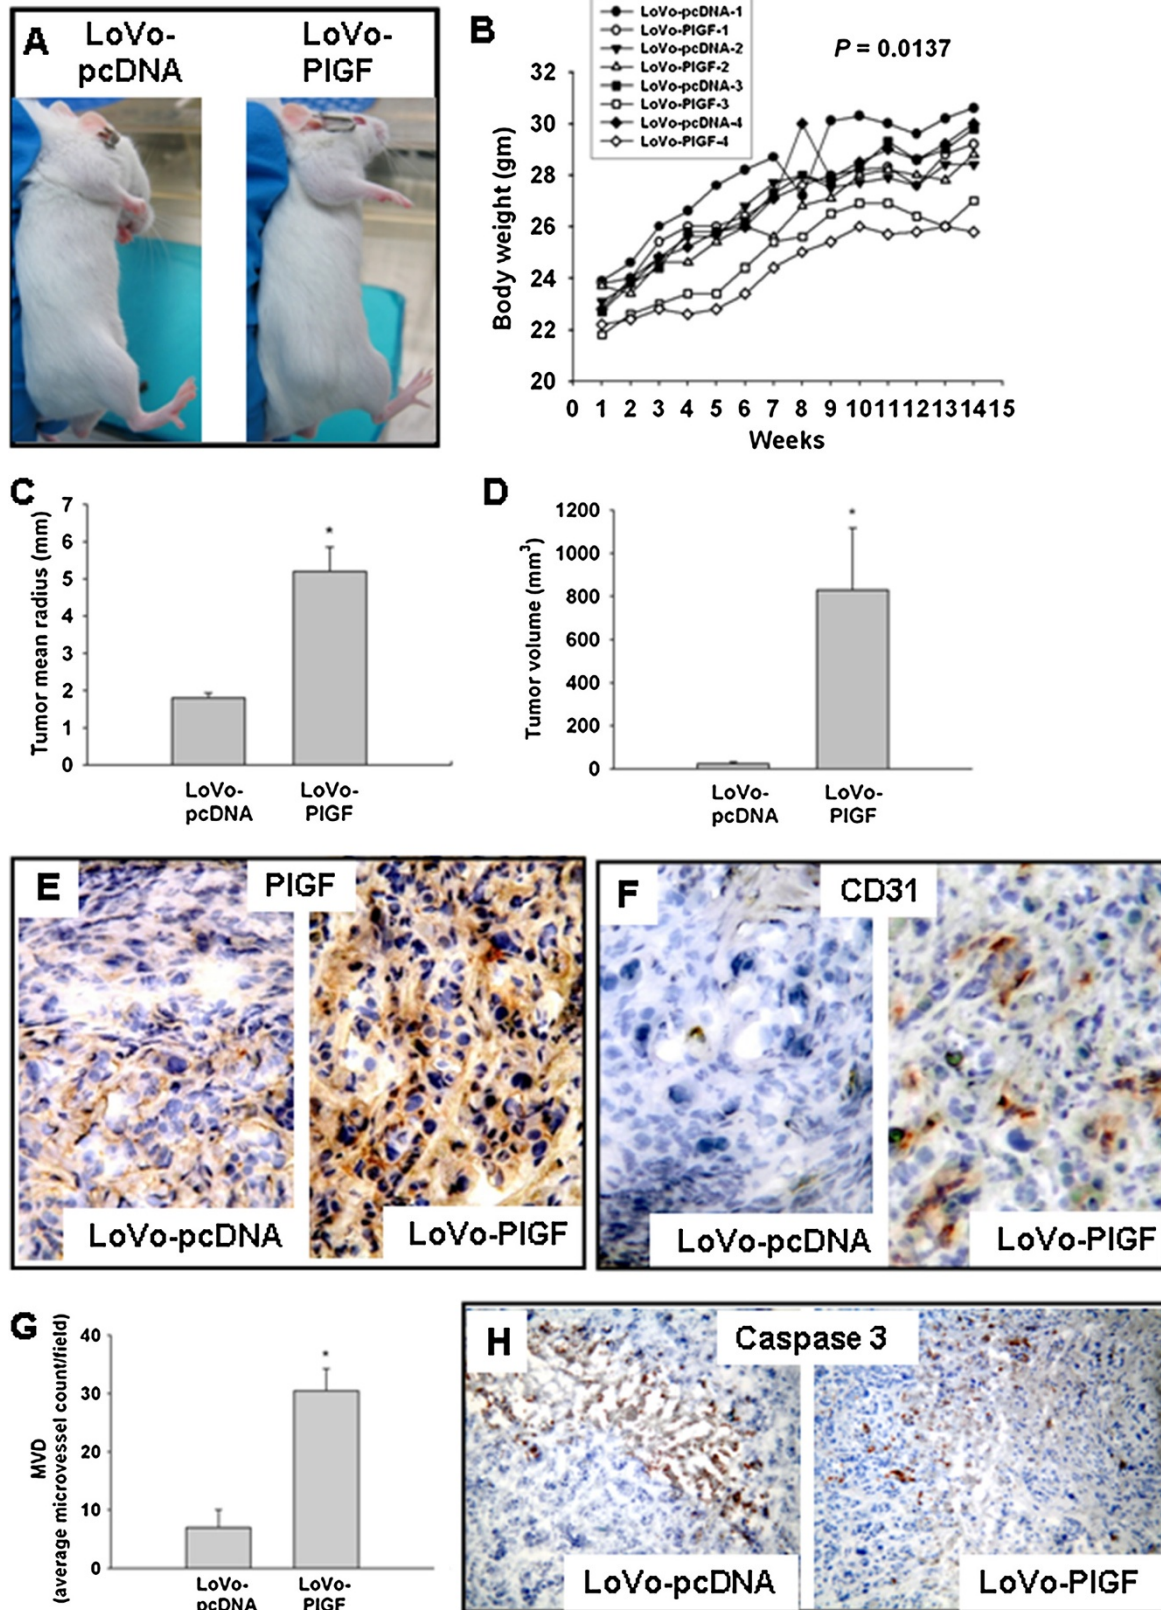 A
LoVo-
pcDNA
LoVo-
PlGF
B
LoVo-pcDNA-1
LoVo-PlGF-1
LoVo-pcDNA-2
LoVo-PlGF-2
LoVo-pcDNA-3
LoVo-PlGF-3
LoVo-pcDNA-4
LoVo-PlGF-4
P = 0.0137
Body weight (gm)
32
30
28
26
24
22
20
0 1 2 3 4 5 6 7 8 9 10 11 12 13 14 15
Weeks
C
Tumor mean radius (mm)
7
6
5
4
3
2
1
0
*
LoVo-
pcDNA
LoVo-
PlGF
D
Tumor volume (mm³)
1200
1000
800
600
400
200
0
*
LoVo-
pcDNA
LoVo-
PlGF
E
PlGF
LoVo-pcDNA
LoVo-PlGF
F
CD31
LoVo-pcDNA
LoVo-PlGF
G
MVD
(average microvessel count/field)
40
30
20
10
0
*
LoVo-
pcDNA
LoVo-
PlGF
H
Caspase 3
LoVo-pcDNA
LoVo-PlGF